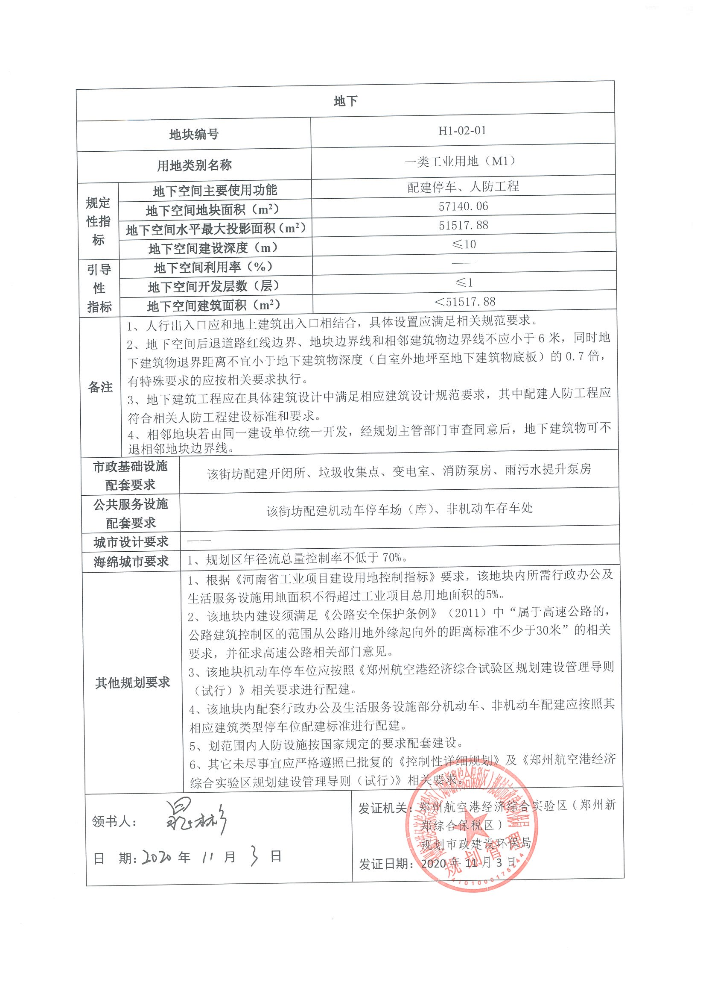 地下
地块编号
H1-02-01
用地类别名称
一类工业用地（M1）
规定
性指
标
地下空间主要使用功能
配建停车、人防工程
地下空间地块面积（m²）
57140.06
地下空间水平最大投影面积（m²）
51517.88
地下空间建设深度（m）
≤10
引导
性
指标
地下空间利用率（%）
——
地下空间开发层数（层）
≤1
地下空间建筑面积（m²）
＜51517.88
备注
1、人行出入口应和地上建筑出入口相结合，具体设置应满足相关规范要求。
2、地下空间后退道路红线边界、地块边界线和相邻建筑物边界线不应小于 6 米，同时地
下建筑物退界距离不宜小于地下建筑物深度（自室外地坪至地下建筑物底板）的 0.7 倍，
有特殊要求的应按相关要求执行。
3、地下建筑工程应在具体建筑设计中满足相应建筑设计规范要求，其中配建人防工程应
符合相关人防工程建设标准和要求。
4、相邻地块若由同一建设单位统一开发，经规划主管部门审查同意后，地下建筑物可不
退相邻地块边界线。
市政基础设施
配套要求
该街坊配建开闭所、垃圾收集点、变电室、消防泵房、雨污水提升泵房
公共服务设施
配套要求
该街坊配建机动车停车场（库）、非机动车存车处
城市设计要求
——
海绵城市要求
1、规划区年径流总量控制率不低于 70%。
其他规划要求
1、根据《河南省工业项目建设用地控制指标》要求，该地块内所需行政办公及
生活服务设施用地面积不得超过工业项目总用地面积的5%。
2、该地块内建设须满足《公路安全保护条例》（2011）中“属于高速公路的，
公路建筑控制区的范围从公路用地外缘起向外的距离标准不少于30米”的相关
要求，并征求高速公路相关部门意见。
3、该地块机动车停车位应按照《郑州航空港经济综合试验区规划建设管理导则
（试行）》相关要求进行配建。
4、该地块内配套行政办公及生活服务设施部分机动车、非机动车配建应按照其
相应建筑类型停车位配建标准进行配建。
5、划范围内人防设施按国家规定的要求配套建设。
6、其它未尽事宜应严格遵照已批复的《控制性详细规划》及《郑州航空港经济
综合实验区规划建设管理导则（试行）》相关要求。
领书人：
日 期：2020 年 11 月 3 日
发证机关：郑州航空港经济综合实验区（郑州新
郑综合保税区）
规划市政建设环保局
发证日期：2020 年 11 月 3 日
规划管理
4101000175244